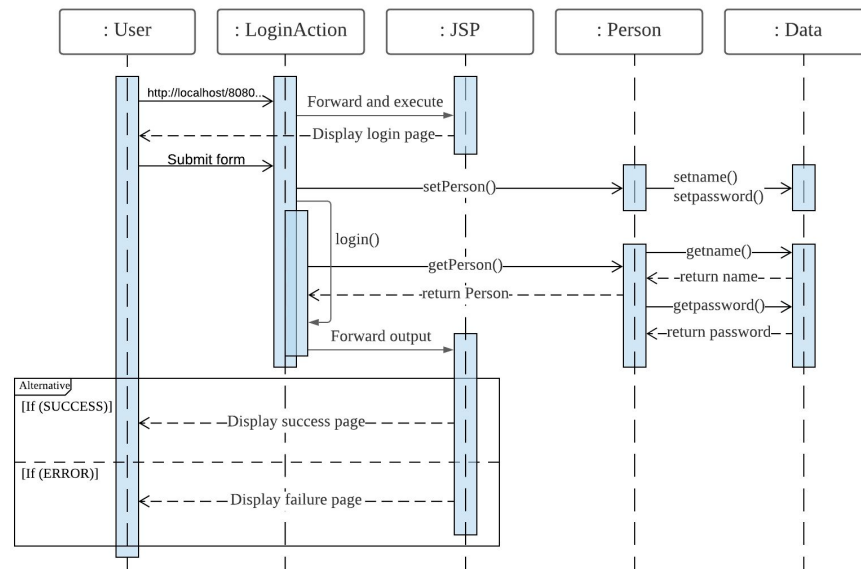 : User
: LoginAction
: JSP
: Person
: Data
http://localhost/8080...
Forward and execute
Display login page
Submit form
setPerson()
setname()
setpassword()
login()
getPerson()
getname()
return name
return Person
getpassword()
return password
Forward output
Alternative
[If (SUCCESS)]
Display success page
[If (ERROR)]
Display failure page